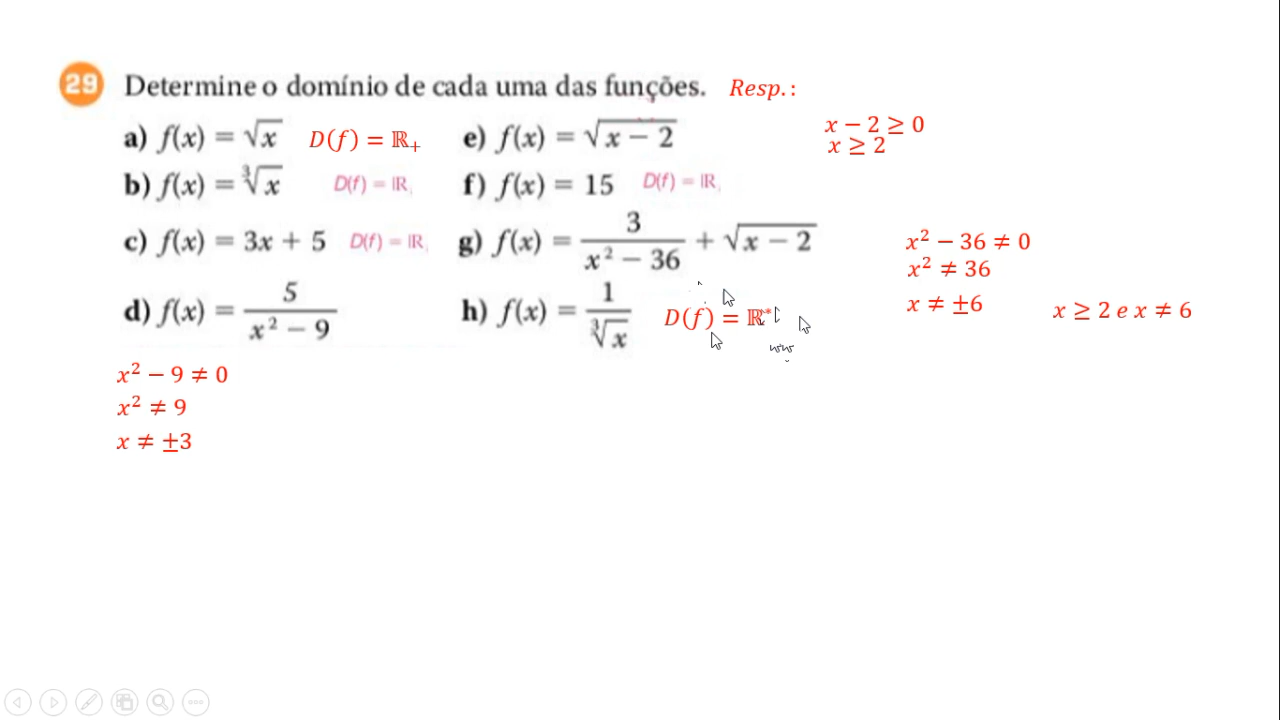 29 Determine o domínio de cada uma das funções. Resp.:
a) f(x) = √x D(f) = ℝ₊
e) f(x) = √(x − 2)
x − 2 ≥ 0
x ≥ 2
b) f(x) = ∛x D(f) = ℝ
f) f(x) = 15 D(f) = ℝ
c) f(x) = 3x + 5 D(f) = ℝ
g) f(x) = 3/(x² − 36) + √(x − 2)
x² − 36 ≠ 0
x² ≠ 36
x ≠ ±6
x ≥ 2 e x ≠ 6
d) f(x) = 5/(x² − 9)
h) f(x) = 1/∛x D(f) = ℝ*
x² − 9 ≠ 0
x² ≠ 9
x ≠ ±3